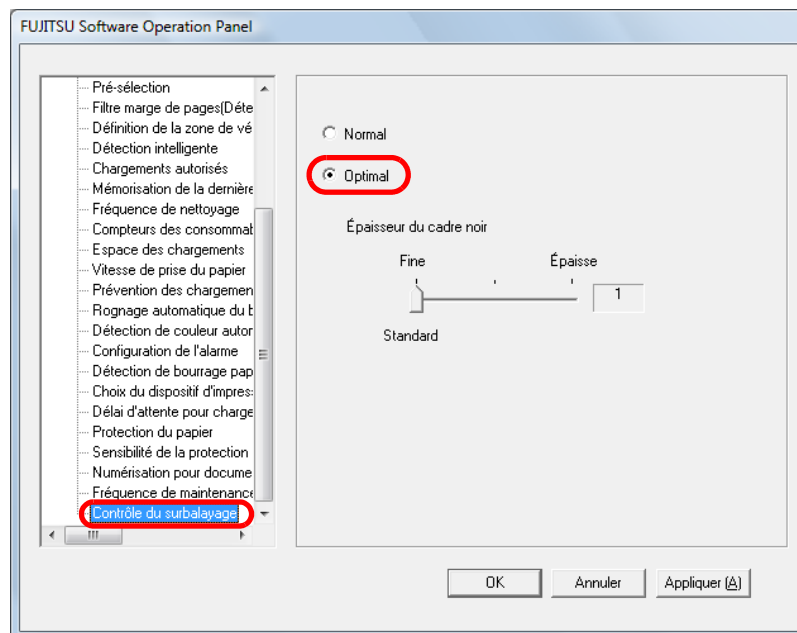 FUJITSU Software Operation Panel
Pré-sélection
Filtre marge de pages(Déte
Définition de la zone de vé
Détection intelligente
Chargements autorisés
Mémorisation de la dernière
Fréquence de nettoyage
Compteurs des consommat
Espace des chargements
Vitesse de prise du papier
Prévention des chargemen
Rognage automatique du b
Détection de couleur autor
Configuration de l'alarme
Détection de bourrage pap
Choix du dispositif d'impres
Délai d'attente pour charge
Protection du papier
Sensibilité de la protection
Numérisation pour docume
Fréquence de maintenance
Contrôle du surbalayage
Normal
Optimal
Épaisseur du cadre noir
Fine Épaisse
1
Standard
OK Annuler Appliquer (A)